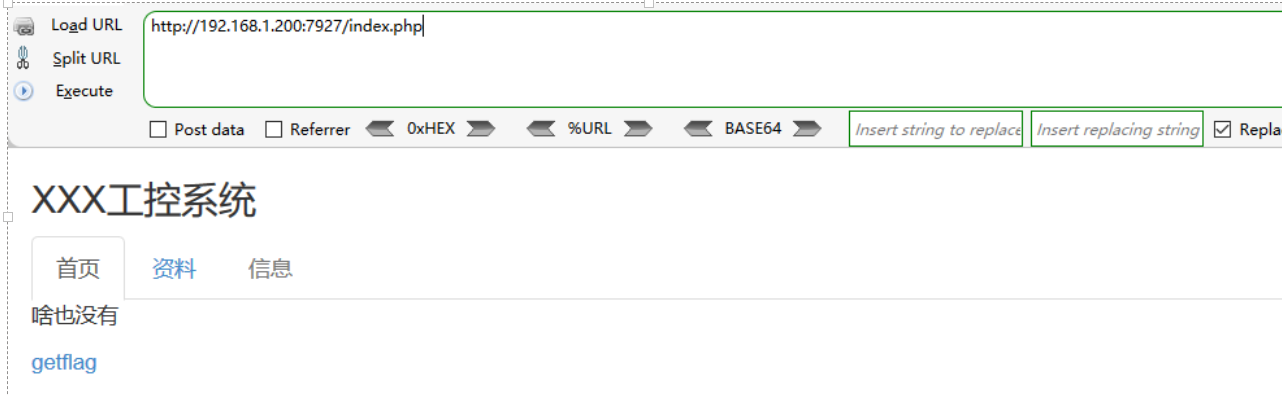 Load URL
http://192.168.1.200:7927/index.php
Split URL
Execute
Post data Referrer 0xHEX %URL BASE64 Insert string to replace Insert replacing string
XXX工控系统
首页 资料 信息
啥也没有
getflag